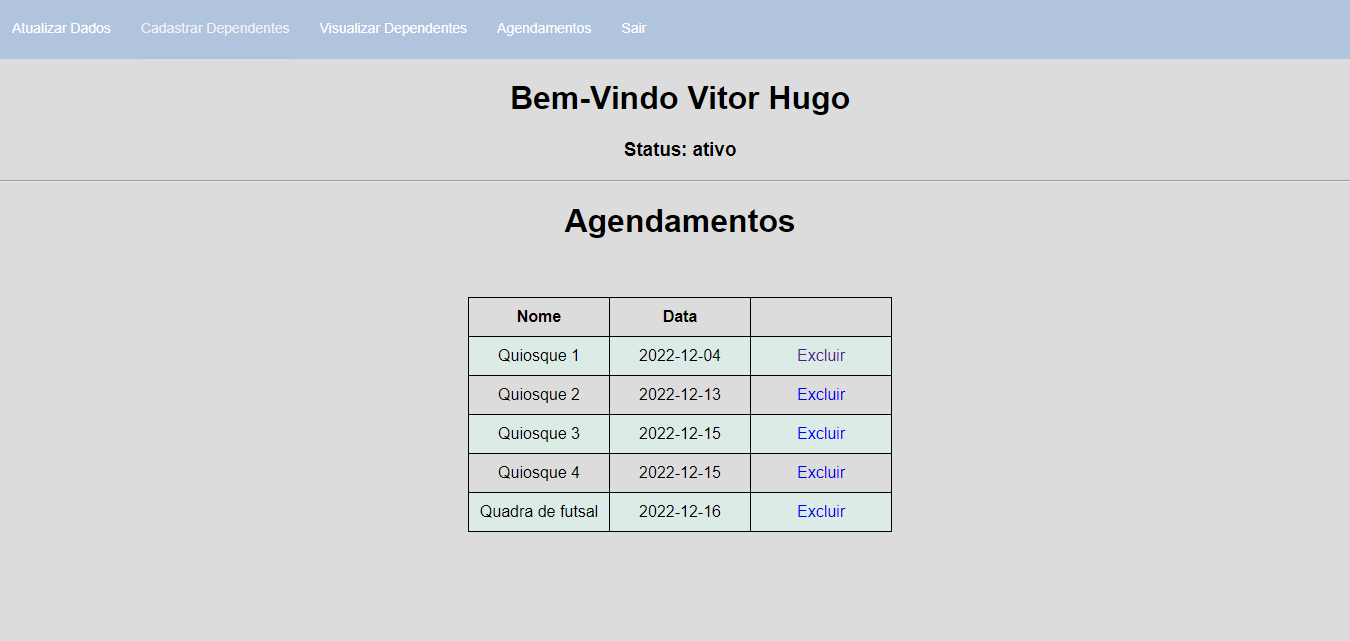 Atualizar Dados Cadastrar Dependentes Visualizar Dependentes Agendamentos Sair
Bem-Vindo Vitor Hugo
Status: ativo
Agendamentos
Nome Data
Quiosque 1 2022-12-04 Excluir
Quiosque 2 2022-12-13 Excluir
Quiosque 3 2022-12-15 Excluir
Quiosque 4 2022-12-15 Excluir
Quadra de futsal 2022-12-16 Excluir